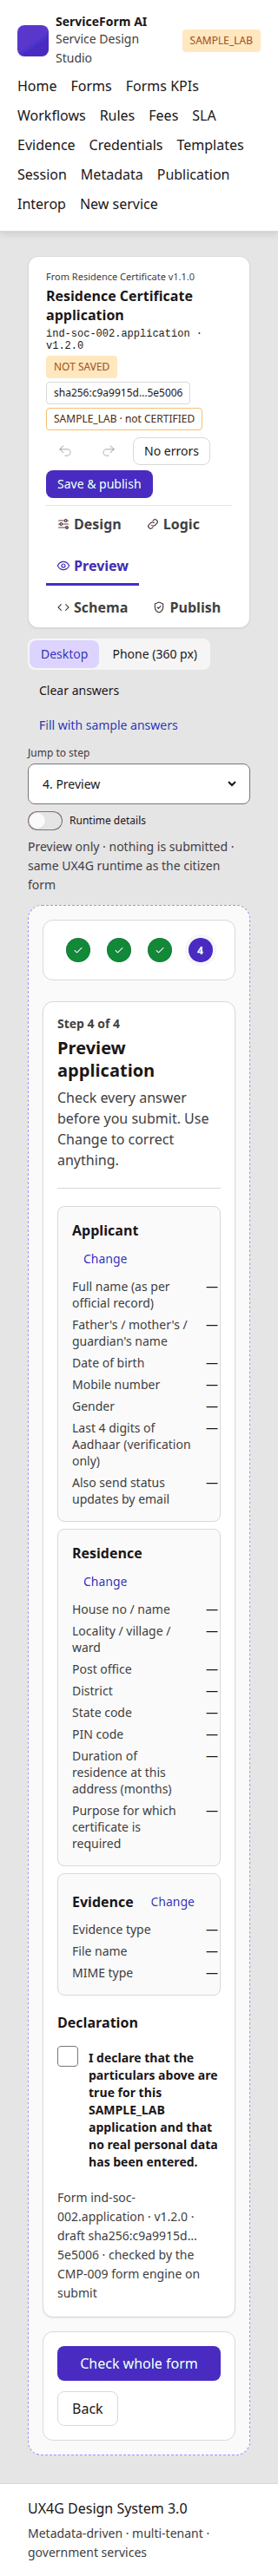 ServiceForm AI
Service Design
Studio
SAMPLE_LAB
Home Forms Forms KPIs
Workflows Rules Fees SLA
Evidence Credentials Templates
Session Metadata Publication
Interop New service
From Residence Certificate v1.1.0
Residence Certificate
application
ind-soc-002.application ·
v1.2.0
NOT SAVED
sha256:c9a9915d…5e5006
SAMPLE_LAB · not CERTIFIED
No errors
Save & publish
Design Logic
Preview
Schema Publish
Desktop Phone (360 px)
Clear answers
Fill with sample answers
Jump to step
4. Preview
Runtime details
Preview only · nothing is submitted ·
same UX4G runtime as the citizen
form
4
Step 4 of 4
Preview
application
Check every answer
before you submit. Use
Change to correct
anything.
Applicant
Change
Full name (as per —
official record)
Father's / mother's / —
guardian's name
Date of birth —
Mobile number —
Gender —
Last 4 digits of —
Aadhaar (verification
only)
Also send status —
updates by email
Residence
Change
House no / name —
Locality / village / —
ward
Post office —
District —
State code —
PIN code —
Duration of —
residence at this
address (months)
Purpose for which —
certificate is
required
Evidence Change
Evidence type —
File name —
MIME type —
Declaration
I declare that the
particulars above are
true for this
SAMPLE_LAB
application and that
no real personal data
has been entered.
Form ind-soc-
002.application · v1.2.0 ·
draft sha256:c9a9915d…
5e5006 · checked by the
CMP-009 form engine on
submit
Check whole form
Back
UX4G Design System 3.0
Metadata-driven · multi-tenant ·
government services